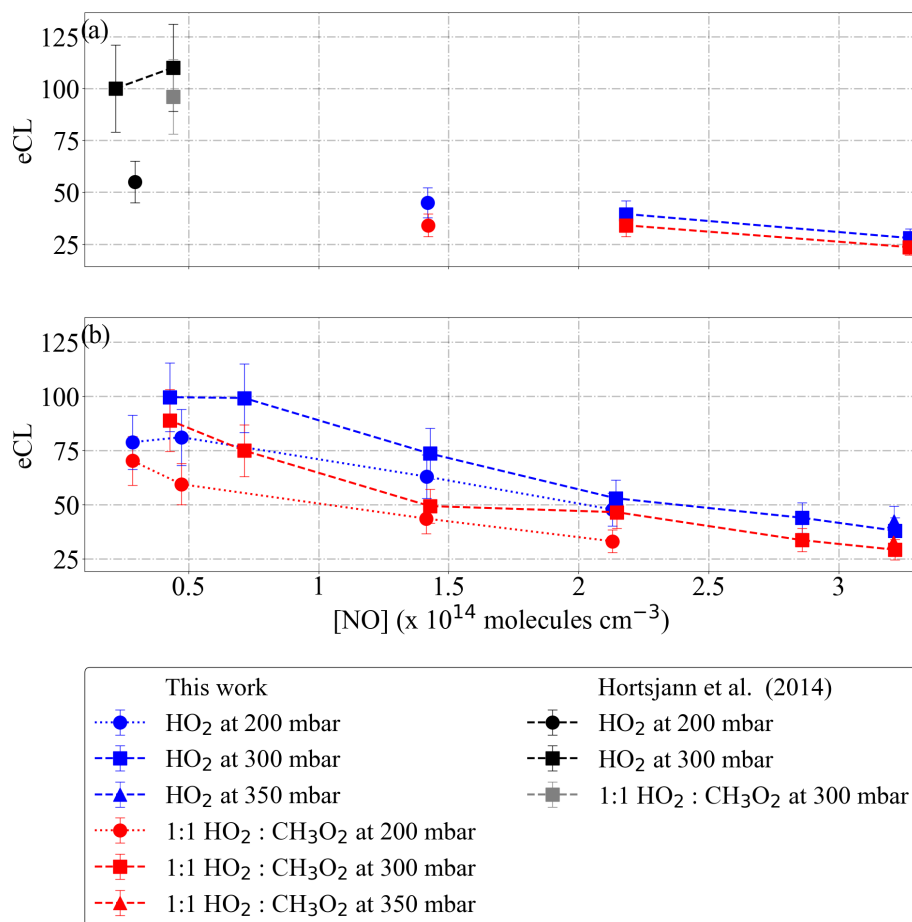 (a)
125
100
75
50
25
eCL
(b)
125
100
75
50
25
eCL
0.5 1 1.5 2 2.5 3
[NO] (x 10¹⁴ molecules cm⁻³)
This work
HO₂ at 200 mbar
HO₂ at 300 mbar
HO₂ at 350 mbar
1:1 HO₂ : CH₃O₂ at 200 mbar
1:1 HO₂ : CH₃O₂ at 300 mbar
1:1 HO₂ : CH₃O₂ at 350 mbar
Hortsjann et al. (2014)
HO₂ at 200 mbar
HO₂ at 300 mbar
1:1 HO₂ : CH₃O₂ at 300 mbar